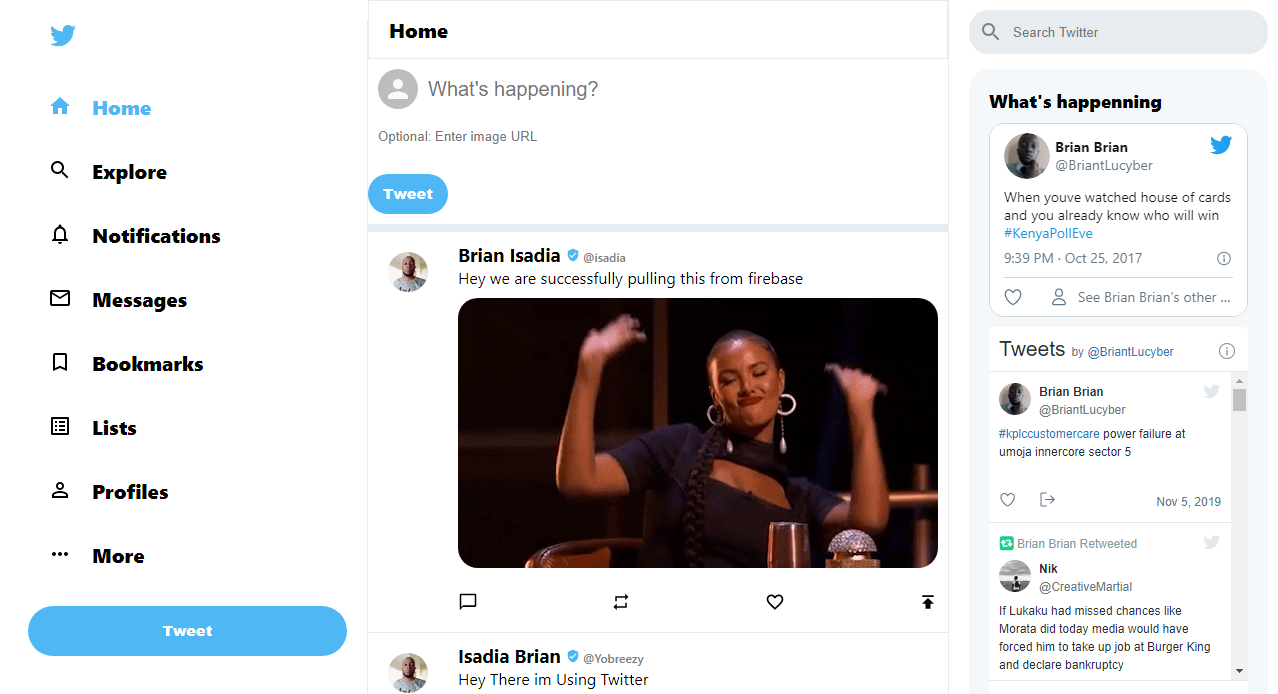 Home
Explore
Notifications
Messages
Bookmarks
Lists
Profiles
More
Tweet
Home
What's happening?
Optional: Enter image URL
Tweet
Brian Isadia @isadia
Hey we are successfully pulling this from firebase
Isadia Brian @Yobreezy
Hey There im Using Twitter
Search Twitter
What's happenning
Brian Brian
@BriantLucyber
When youve watched house of cards
and you already know who will win
#KenyaPollEve
9:39 PM · Oct 25, 2017
See Brian Brian's other ...
Tweets by @BriantLucyber
Brian Brian
@BriantLucyber
#kplccustomercare power failure at
umoja innercore sector 5
Nov 5, 2019
Brian Brian Retweeted
Nik
@CreativeMartial
If Lukaku had missed chances like
Morata did today media would have
forced him to take up job at Burger King
and declare bankruptcy